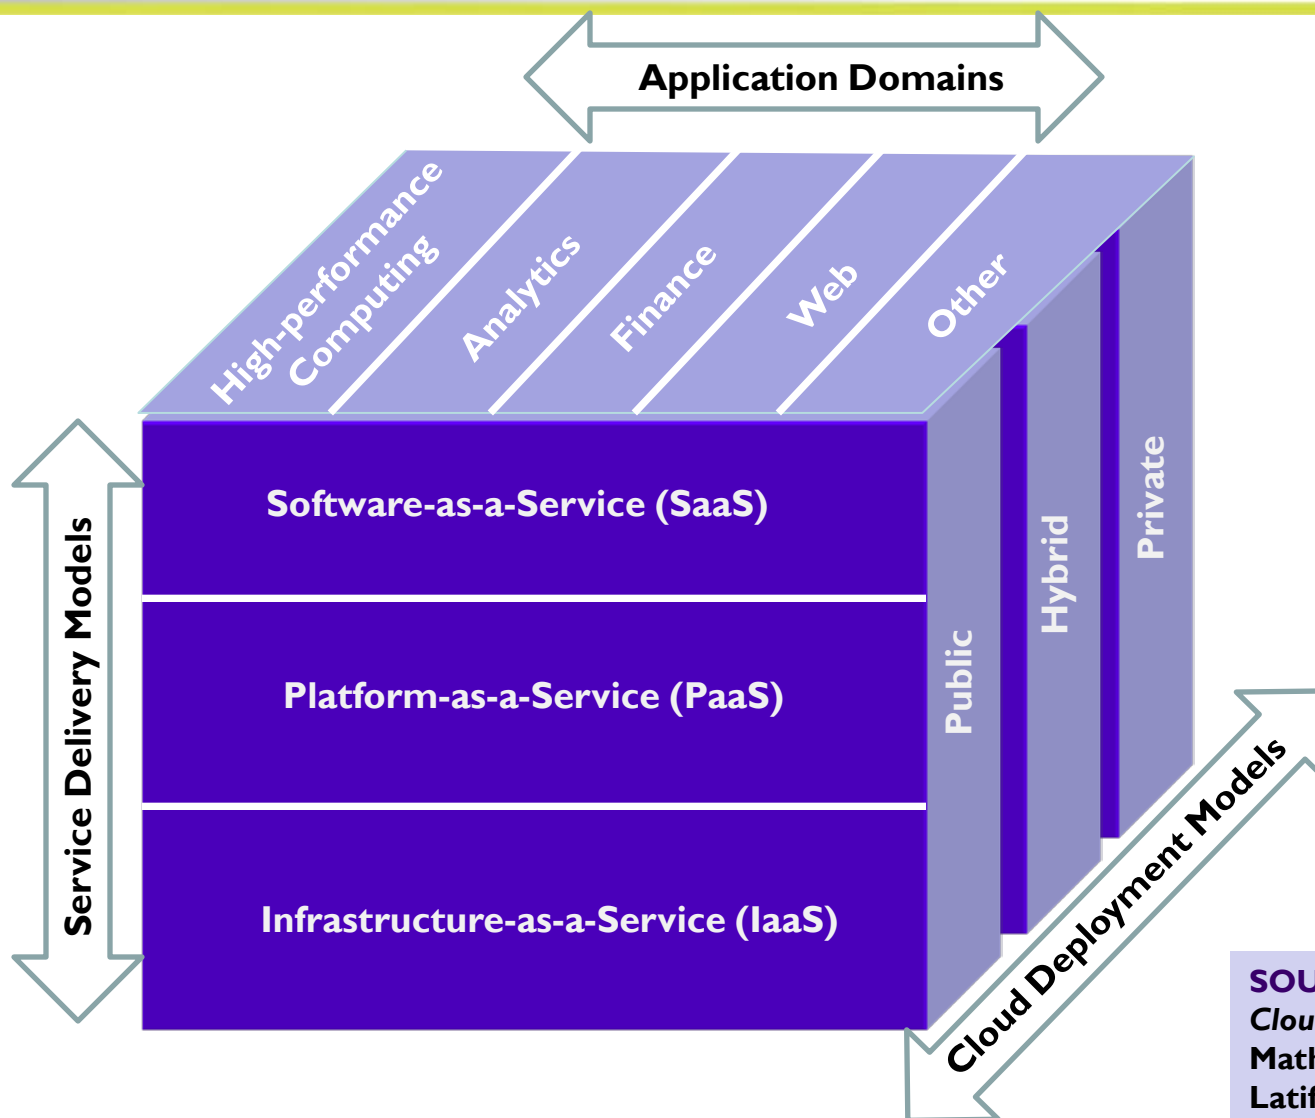 Application Domains
High-performance
Computing
Analytics
Finance
Web
Other
Service Delivery Models
Software-as-a-Service (SaaS)
Platform-as-a-Service (PaaS)
Infrastructure-as-a-Service (IaaS)
Public
Hybrid
Private
Cloud Deployment Models